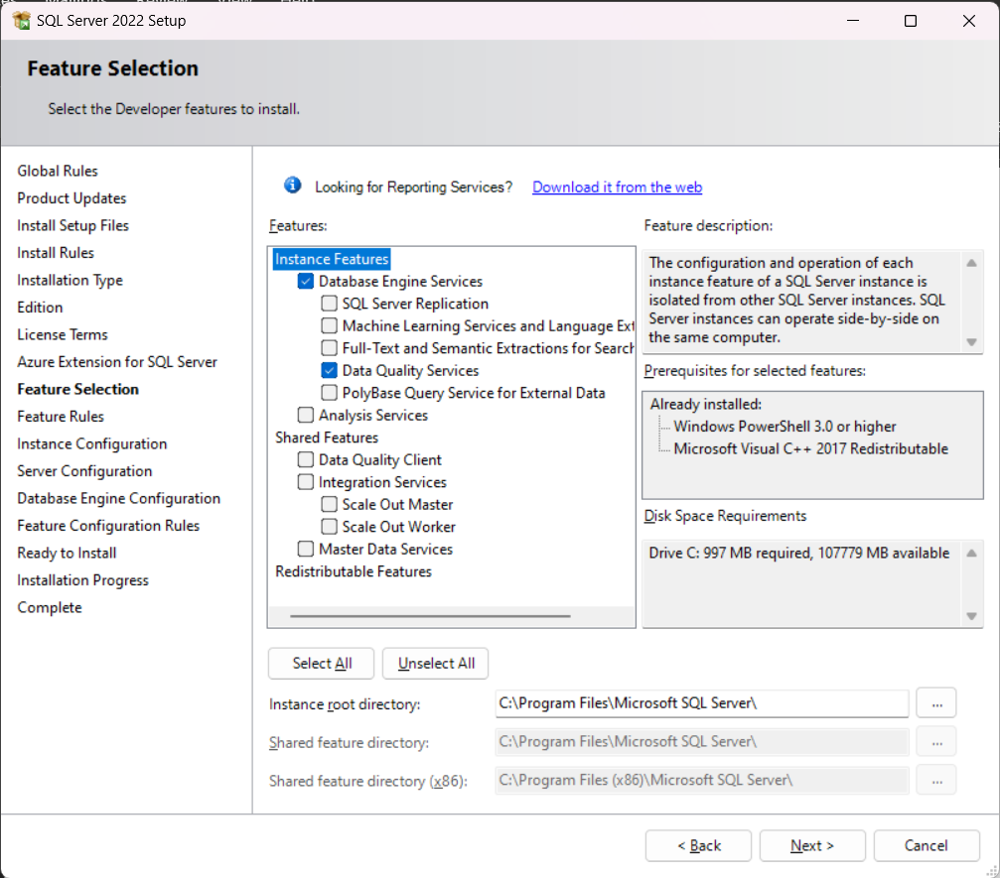 SQL Server 2022 Setup
Feature Selection
Select the Developer features to install.
Global Rules
Product Updates
Install Setup Files
Install Rules
Installation Type
Edition
License Terms
Azure Extension for SQL Server
Feature Selection
Feature Rules
Instance Configuration
Server Configuration
Database Engine Configuration
Feature Configuration Rules
Ready to Install
Installation Progress
Complete
Looking for Reporting Services? Download it from the web
Features:
Instance Features
Database Engine Services
SQL Server Replication
Machine Learning Services and Language Ext
Full-Text and Semantic Extractions for Search
Data Quality Services
PolyBase Query Service for External Data
Analysis Services
Shared Features
Data Quality Client
Integration Services
Scale Out Master
Scale Out Worker
Master Data Services
Redistributable Features
Feature description:
The configuration and operation of each
instance feature of a SQL Server instance is
isolated from other SQL Server instances. SQL
Server instances can operate side-by-side on
the same computer.
Prerequisites for selected features:
Already installed:
Windows PowerShell 3.0 or higher
Microsoft Visual C++ 2017 Redistributable
Disk Space Requirements
Drive C: 997 MB required, 107779 MB available
Select All
Unselect All
Instance root directory:
C:\Program Files\Microsoft SQL Server\
...
Shared feature directory:
C:\Program Files\Microsoft SQL Server\
...
Shared feature directory (x86):
C:\Program Files (x86)\Microsoft SQL Server\
...
< Back
Next >
Cancel